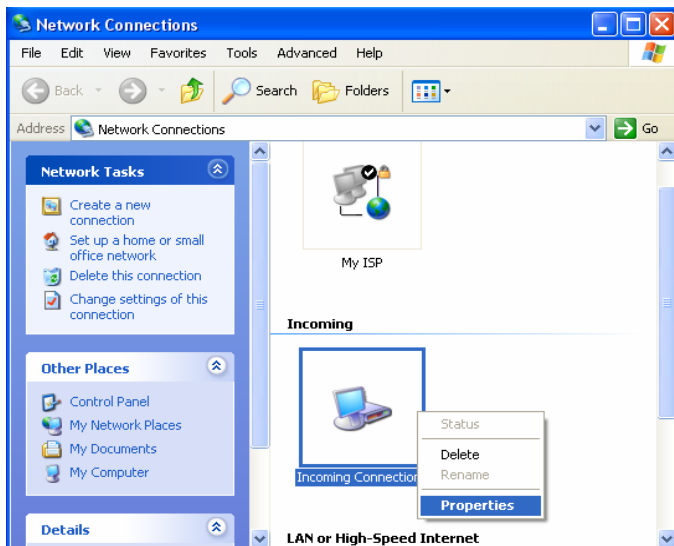 Network Connections
File Edit View Favorites Tools Advanced Help
Back Search Folders
Address Network Connections Go
Network Tasks
Create a new
connection
Set up a home or small
office network
Delete this connection
Change settings of this
connection
Other Places
Control Panel
My Network Places
My Documents
My Computer
Details
My ISP
Incoming
Incoming Connection
Status
Delete
Rename
Properties
LAN or High-Speed Internet